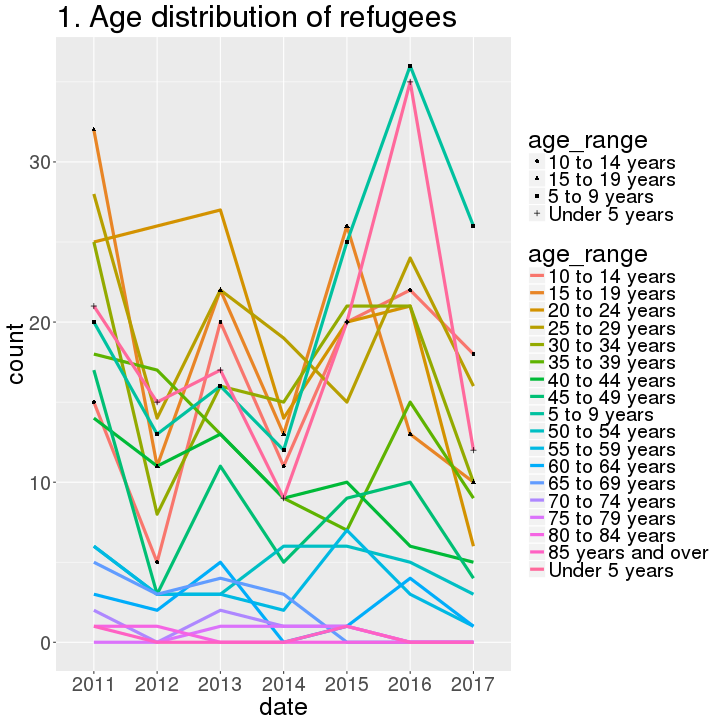 1. Age distribution of refugees
age_range
10 to 14 years
15 to 19 years
5 to 9 years
Under 5 years
age_range
10 to 14 years
15 to 19 years
20 to 24 years
25 to 29 years
30 to 34 years
35 to 39 years
40 to 44 years
45 to 49 years
5 to 9 years
50 to 54 years
55 to 59 years
60 to 64 years
65 to 69 years
70 to 74 years
75 to 79 years
80 to 84 years
85 years and over
Under 5 years
count
30
20
10
0
2011 2012 2013 2014 2015 2016 2017
date